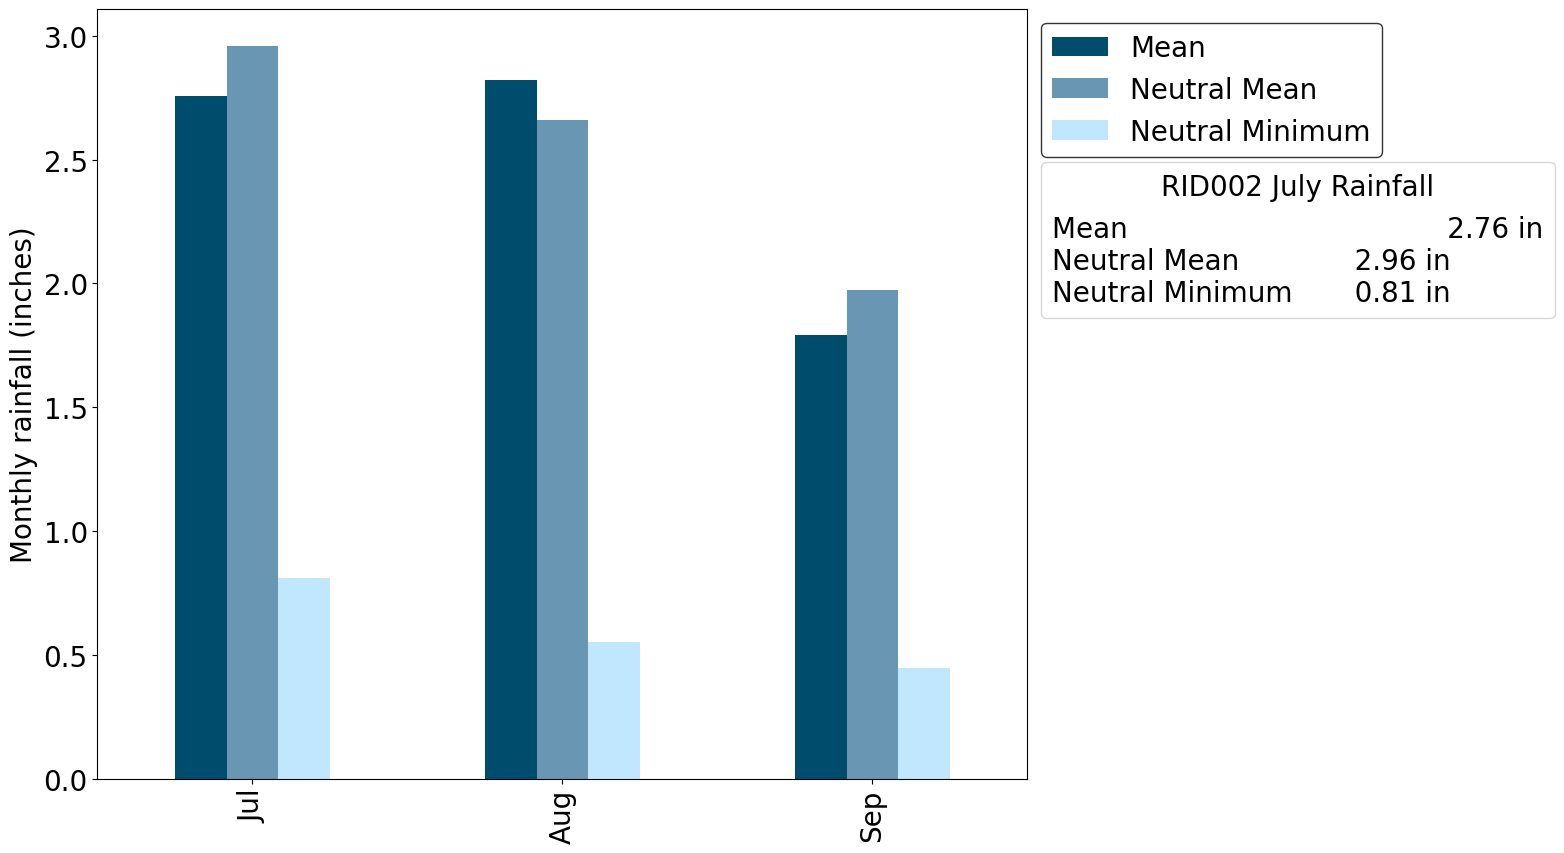 Monthly rainfall (inches)
3.0
2.5
2.0
1.5
1.0
0.5
0.0
Jul
Aug
Sep
Mean
Neutral Mean
Neutral Minimum
RID002 July Rainfall
Mean 2.76 in
Neutral Mean 2.96 in
Neutral Minimum 0.81 in